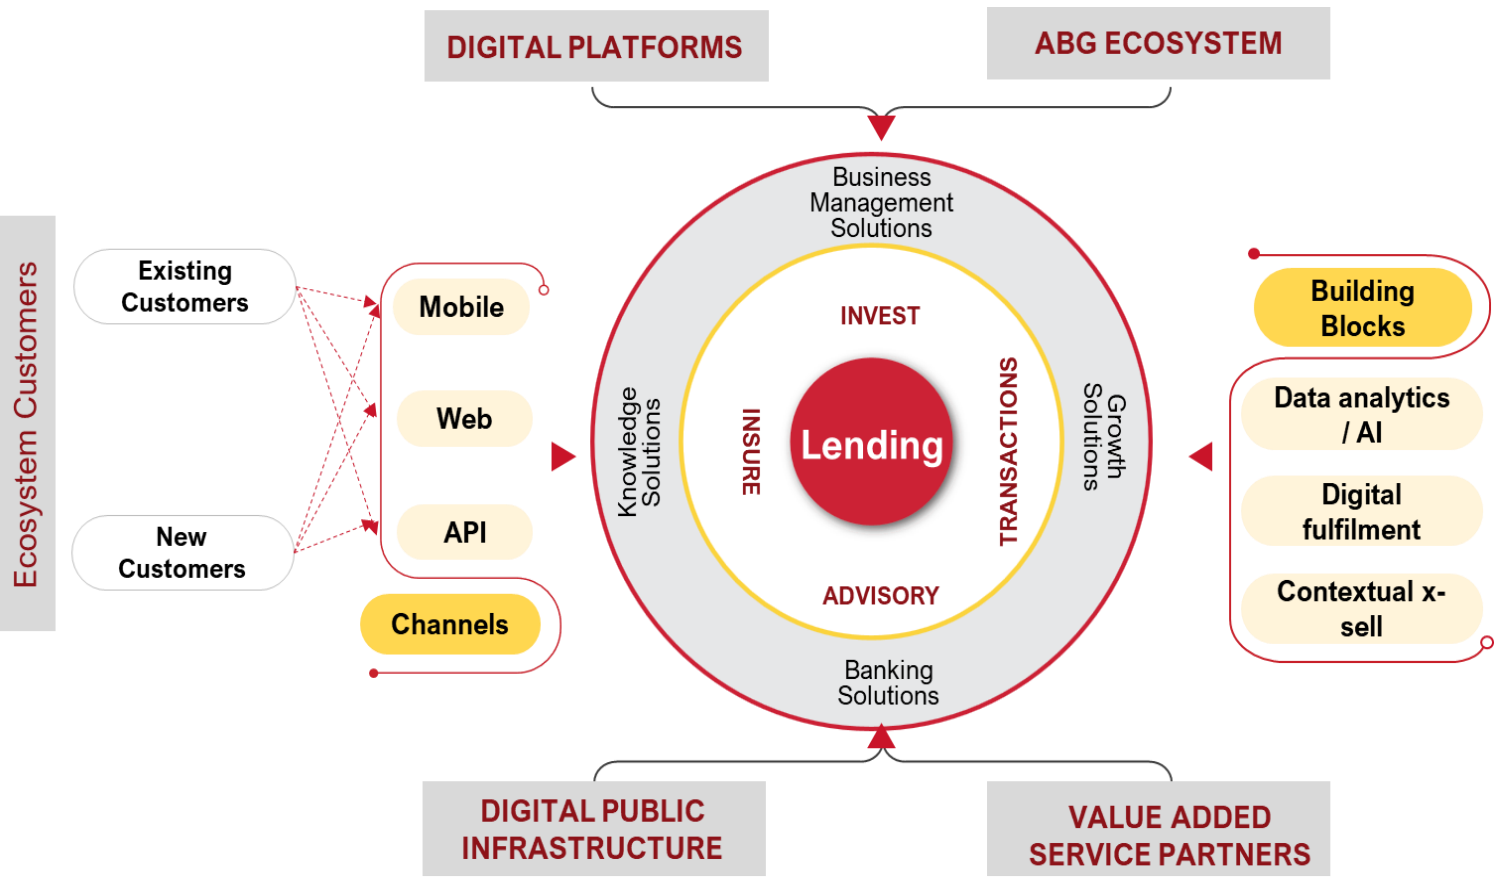 DIGITAL PLATFORMS
ABG ECOSYSTEM
Ecosystem Customers
Existing
Customers
New
Customers
Mobile
Web
API
Channels
Business
Management
Solutions
Knowledge
Solutions
Growth
Solutions
Banking
Solutions
INVEST
INSURE
TRANSACTIONS
ADVISORY
Lending
Building
Blocks
Data analytics
/ AI
Digital
fulfilment
Contextual x-
sell
DIGITAL PUBLIC
INFRASTRUCTURE
VALUE ADDED
SERVICE PARTNERS